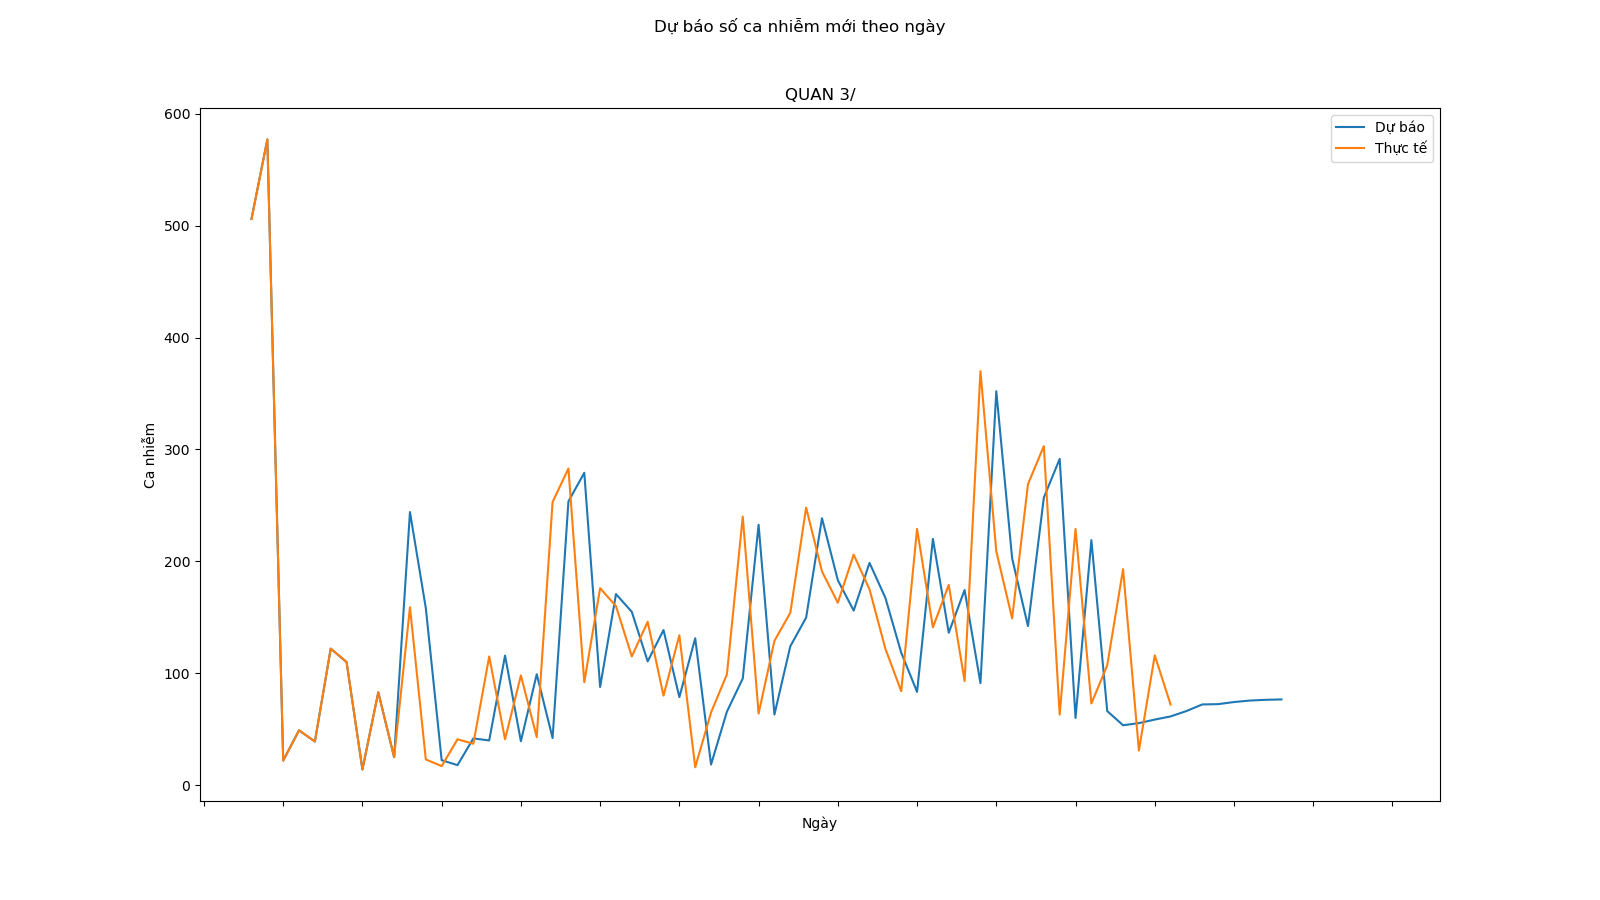 Dự báo số ca nhiễm mới theo ngày
QUAN 3/
600
500
400
300
200
100
0
Ca nhiễm
Ngày
Dự báo
Thực tế